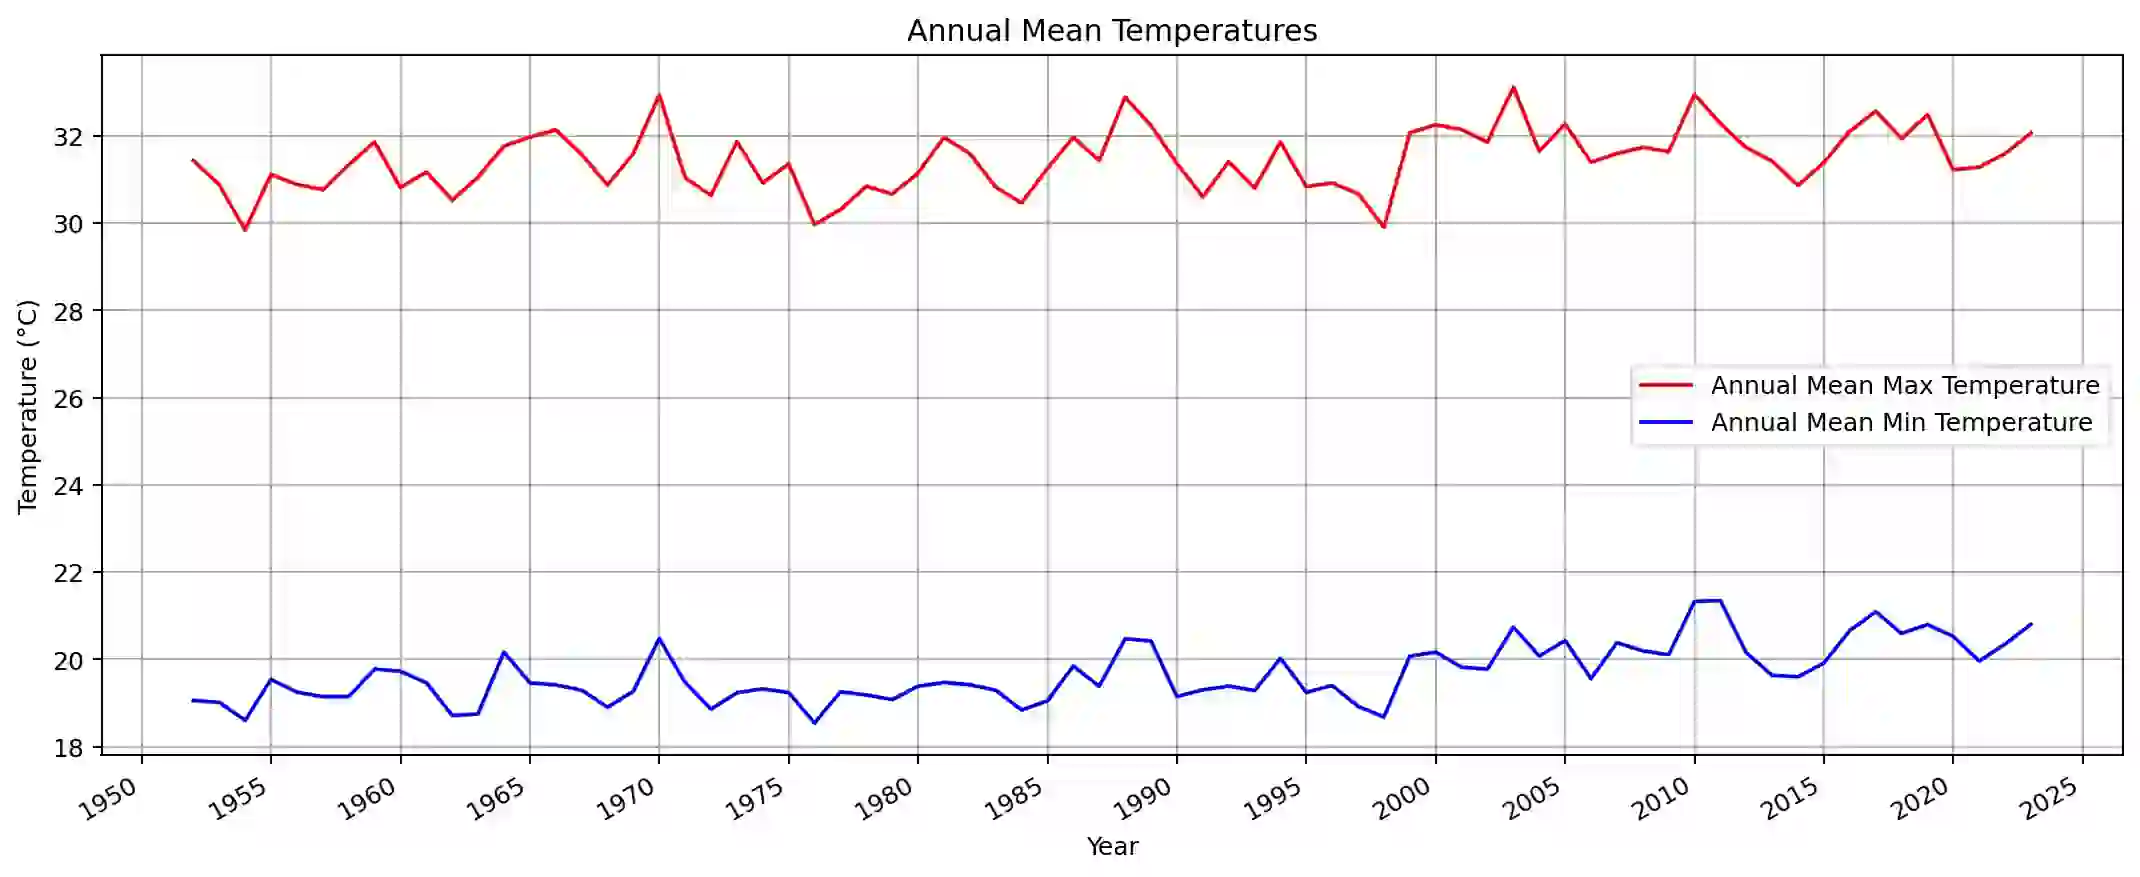 Annual Mean Temperatures
Temperature (°C)
32
30
28
26
24
22
20
18
Annual Mean Max Temperature
Annual Mean Min Temperature
1950 1955 1960 1965 1970 1975 1980 1985 1990 1995 2000 2005 2010 2015 2020 2025
Year